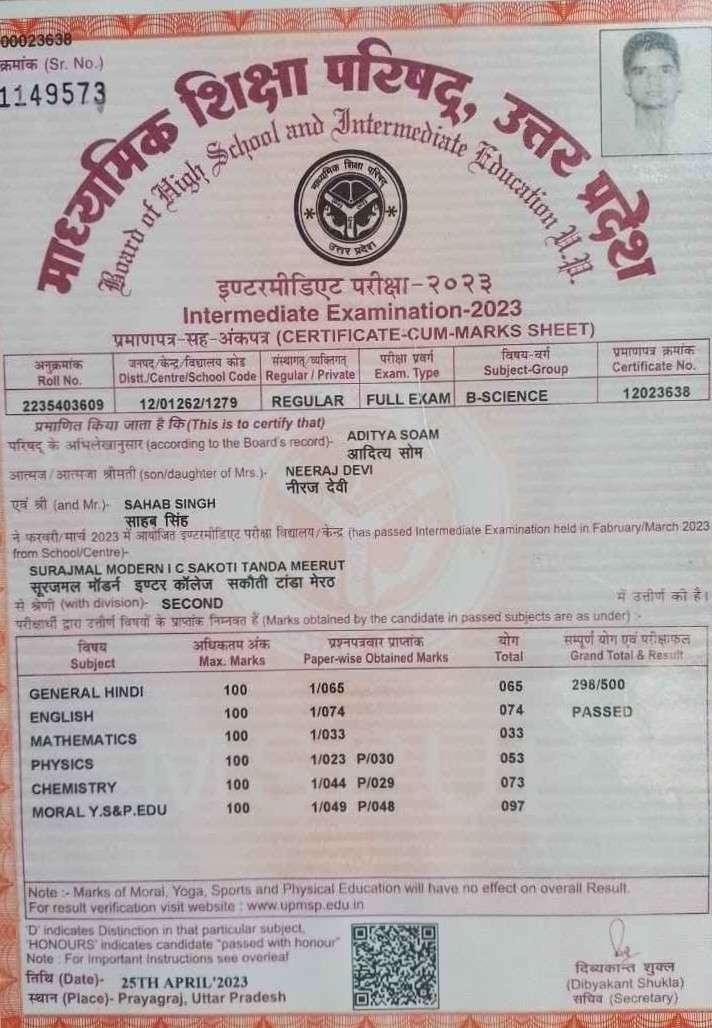 00023638
क्रमांक (Sr. No.)
1149573
माध्यमिक शिक्षा परिषद्, उत्तर प्रदेश
Board of High School and Intermediate Education U.P.
माध्यमिक शिक्षा परिषद
उत्तर प्रदेश
इण्टरमीडिएट परीक्षा-२०२३
Intermediate Examination-2023
प्रमाणपत्र-सह-अंकपत्र (CERTIFICATE-CUM-MARKS SHEET)
अनुक्रमांक जनपद/केन्द्र/विद्यालय कोड संस्थागत/व्यक्तिगत परीक्षा प्रवर्ग विषय-वर्ग प्रमाणपत्र क्रमांक
Roll No. Distt./Centre/School Code Regular / Private Exam. Type Subject-Group Certificate No.
2235403609 12/01262/1279 REGULAR FULL EXAM B-SCIENCE 12023638
प्रमाणित किया जाता है कि (This is to certify that)
परिषद् के अभिलेखानुसार (according to the Board's record)- ADITYA SOAM
आदित्य सोम
आत्मज/आत्मजा श्रीमती (son/daughter of Mrs.)- NEERAJ DEVI
नीरज देवी
एवं श्री (and Mr.)- SAHAB SINGH
साहब सिंह
ने फरवरी/मार्च 2023 में आयोजित इण्टरमीडिएट परीक्षा विद्यालय/केन्द्र (has passed Intermediate Examination held in Fabruary/March 2023
from School/Centre)-
SURAJMAL MODERN I C SAKOTI TANDA MEERUT
सूरजमल मॉडर्न इण्टर कॉलेज सकौती टांडा मेरठ
में उत्तीर्ण की है।
से श्रेणी (with division)- SECOND
परीक्षार्थी द्वारा उत्तीर्ण विषयों के प्राप्तांक निम्नवत हैं (Marks obtained by the candidate in passed subjects are as under) :-
विषय अधिकतम अंक प्रश्नपत्रवार प्राप्तांक योग सम्पूर्ण योग एवं परीक्षाफल
Subject Max. Marks Paper-wise Obtained Marks Total Grand Total & Result
GENERAL HINDI 100 1/065 065 298/500
ENGLISH 100 1/074 074 PASSED
MATHEMATICS 100 1/033 033
PHYSICS 100 1/023 P/030 053
CHEMISTRY 100 1/044 P/029 073
MORAL Y.S&P.EDU 100 1/049 P/048 097
Note :- Marks of Moral, Yoga, Sports and Physical Education will have no effect on overall Result.
For result verification visit website : www.upmsp.edu.in
'D' indicates Distinction in that particular subject.
'HONOURS' indicates candidate "passed with honour"
Note : For Important Instructions see overleaf
तिथि (Date)- 25TH APRIL'2023
स्थान (Place)- Prayagraj, Uttar Pradesh
दिब्यकान्त शुक्ल
(Dibyakant Shukla)
सचिव (Secretary)